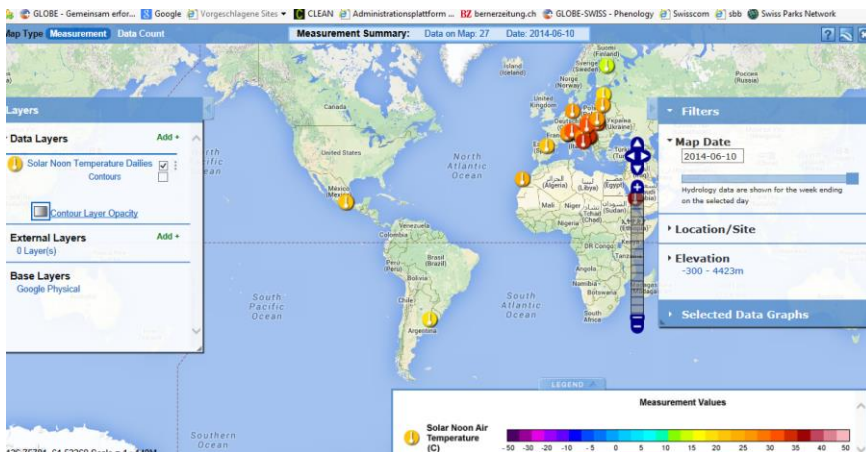 GLOBE - Gemeinsam erfor... Google Vorgeschlagene Sites CLEAN Administrationsplattform ... BZ bernerzeitung.ch GLOBE-SWISS - Phenology Swisscom sbb Swiss Parks Network
Map Type Measurement Data Count Measurement Summary: Data on Map: 27 Date: 2014-06-10 ?
Layers
Data Layers Add +
Solar Noon Temperature Dailies
Contours
Contour Layer Opacity
External Layers Add +
0 Layer(s)
Base Layers
Google Physical
Filters
Map Date
2014-06-10
Hydrology data are shown for the week ending
on the selected day
Location/Site
Elevation
-300 - 4423m
Selected Data Graphs
Suomi
(Finland)
Sverige
(Sweden)
Island
(Iceland)
Norge
(Norway)
Россия
(Russia)
United
Kingdom
Canada
United States
North
Atlantic
Ocean
México
Mexico
(Algeria)
(Libya)
(Egypt)
Mali
Niger
(Sudan)
Tchad
(Chad)
Nigeria
Venezuela
Colombia
DR Congo
Perú
(Peru)
Brasil
(Brazil)
Bolivia
Angola
Namibia
Botswana
Chile
South
Pacific
Ocean
South
Atlantic
Ocean
South
Africa
Argentina
Southern
Ocean
LEGEND
Measurement Values
Solar Noon Air
Temperature
(C)
-50 -30 -20 -10 -5 0 5 10 15 20 25 30 35 40 50